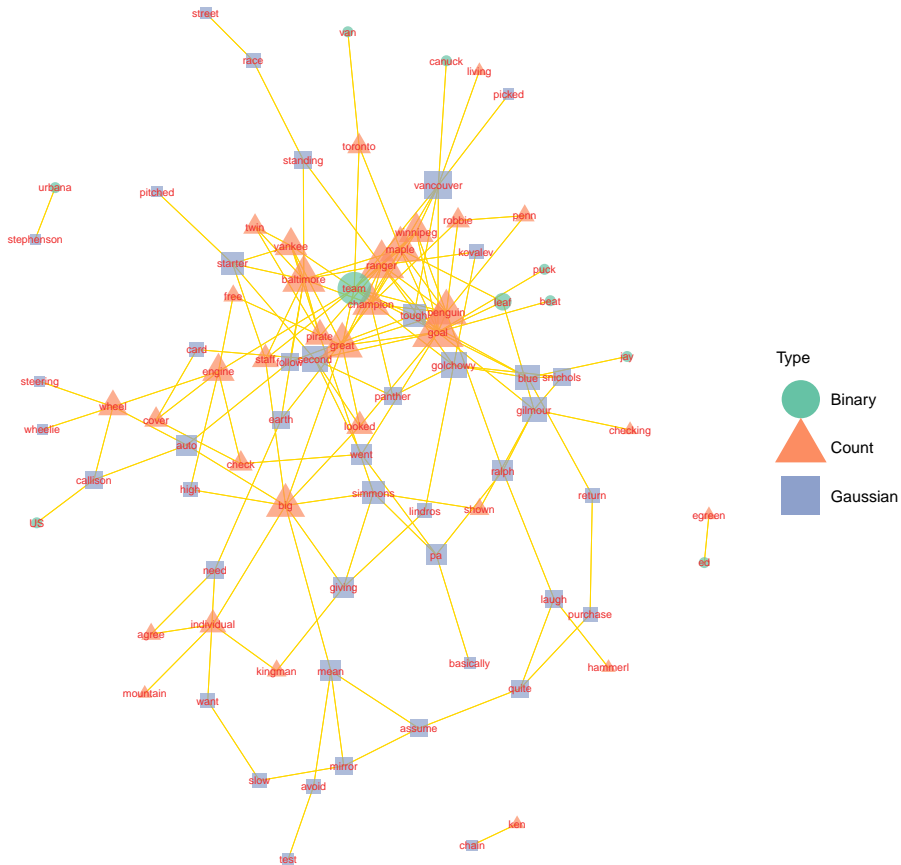 street
van
race
canuck
living
picked
toronto
standing
vancouver
urbana
pitched
stephenson
twin
winnipeg
robbie
penn
yankee
maple
kovalev
starter
ranger
puck
baltimore
team
free
champion
leaf
beat
tough
penguin
pirate
goal
great
card
staff
follow
second
golchowy
jay
engine
panther
blue
snichols
steering
wheel
gilmour
cover
earth
looked
wheelie
checking
auto
went
check
ralph
callison
high
simmons
big
lindros
shown
return
US
egreen
pa
ed
need
giving
laugh
purchase
agree
individual
kingman
mean
basically
hammerl
mountain
want
quite
assume
slow
mirror
avoid
ken
chain
test
Type
Binary
Count
Gaussian